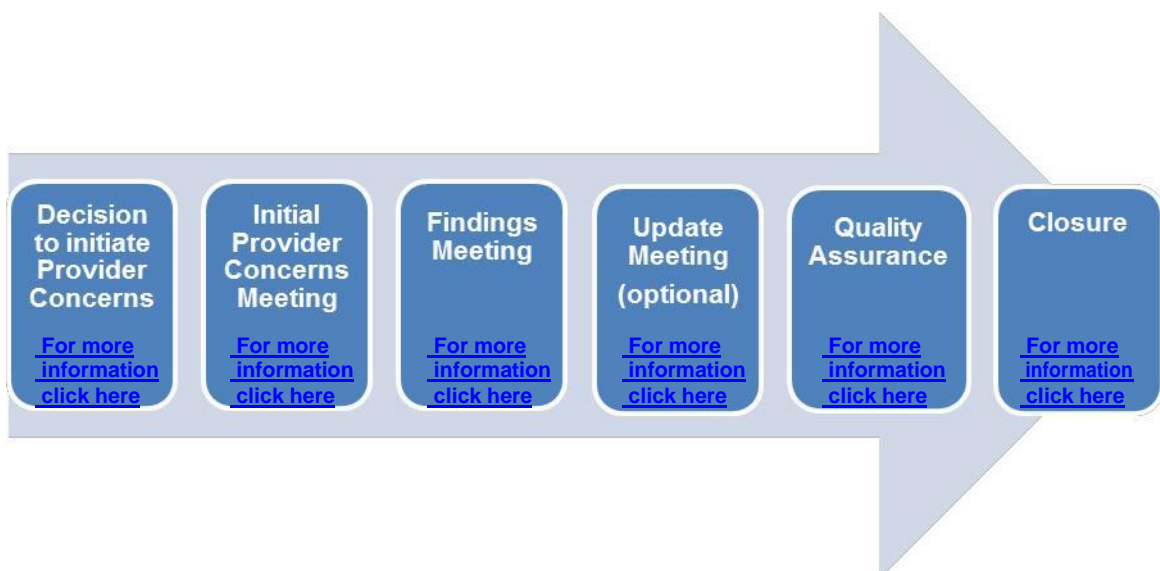 Decision
to initiate
Provider
Concerns
For more
information
click here
Initial
Provider
Concerns
Meeting
For more
information
click here
Findings
Meeting
For more
information
click here
Update
Meeting
(optional)
For more
information
click here
Quality
Assurance
For more
information
click here
Closure
For more
information
click here